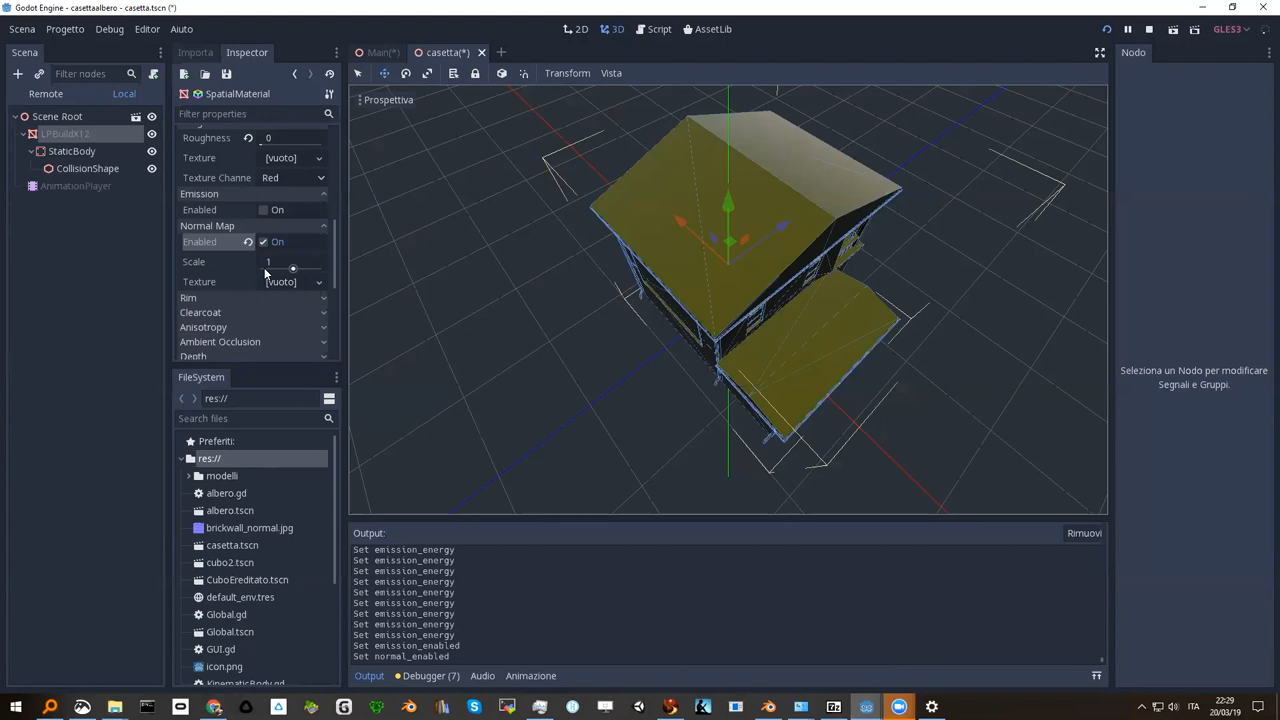 Godot Engine - casettaalbero - casetta.tscn (*)
Scena Progetto Debug Editor Aiuto
2D 3D Script AssetLib
GLES3
Scena
Importa Inspector
Main(*) casetta(*)
Nodo
Filter nodes
Remote Local
Scene Root
LPBuildX12
StaticBody
CollisionShape
AnimationPlayer
SpatialMaterial
Filter properties
Roughness 0
Texture [vuoto]
Texture Channe Red
Emission
Enabled On
Normal Map
Enabled On
Scale 1
Texture [vuoto]
Rim
Clearcoat
Anisotropy
Ambient Occlusion
Depth
FileSystem
res://
Search files
Preferiti:
res://
modelli
albero.gd
albero.tscn
brickwall_normal.jpg
casetta.tscn
cubo2.tscn
CuboEreditato.tscn
default_env.tres
Global.gd
Global.tscn
GUI.gd
icon.png
KinematicBody.gd
Transform Vista
Prospettiva
Output:
Rimuovi
Set emission_energy
Set emission_energy
Set emission_energy
Set emission_energy
Set emission_energy
Set emission_energy
Set emission_energy
Set emission_energy
Set emission_energy
Set emission_enabled
Set normal_enabled
Output Debugger (7) Audio Animazione
Seleziona un Nodo per modificare
Segnali e Gruppi.
22:29
20/03/19